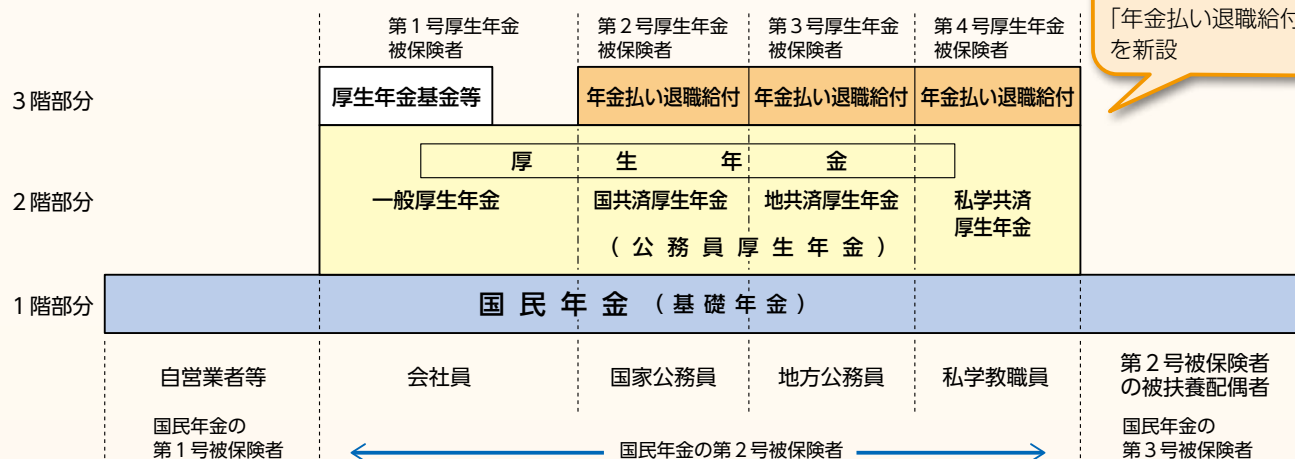 「年金払い退職給付
を新設
第１号厚生年金
被保険者
第２号厚生年金
被保険者
第３号厚生年金
被保険者
第４号厚生年金
被保険者
３階部分
厚生年金基金等
年金払い退職給付
年金払い退職給付
年金払い退職給付
厚生年金
２階部分
一般厚生年金
国共済厚生年金
地共済厚生年金
私学共済
厚生年金
（公務員厚生年金）
１階部分
国民年金（基礎年金）
自営業者等
会社員
国家公務員
地方公務員
私学教職員
第２号被保険者
の被扶養配偶者
国民年金の
第１号被保険者
国民年金の第２号被保険者
国民年金の
第３号被保険者